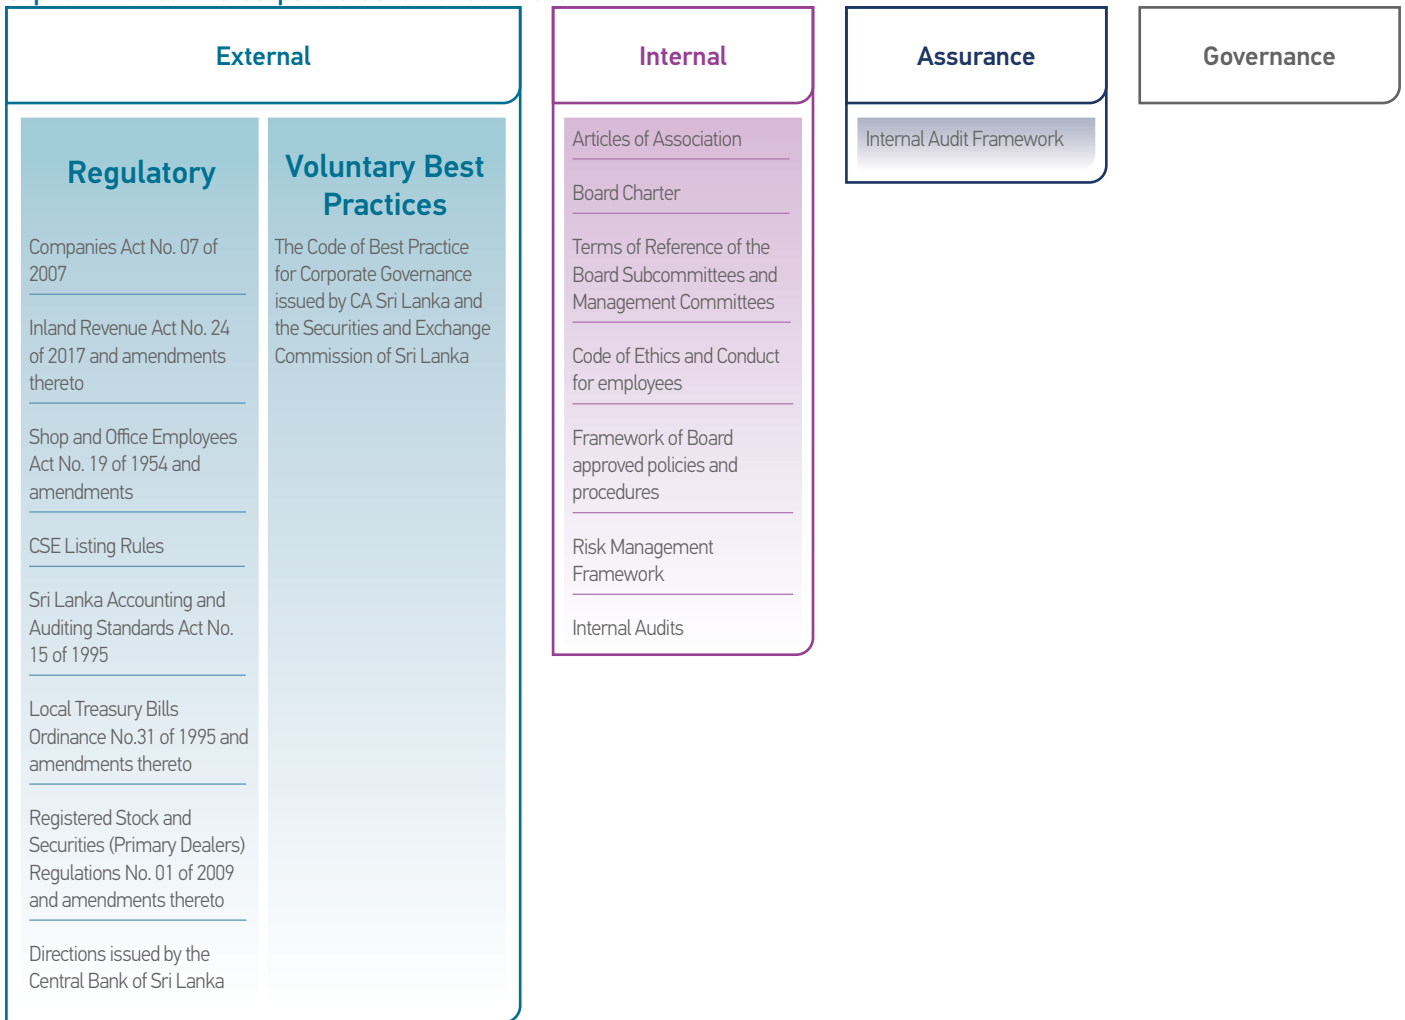 External
Regulatory
Companies Act No. 07 of
2007
Inland Revenue Act No. 24
of 2017 and amendments
thereto
Shop and Office Employees
Act No. 19 of 1954 and
amendments
CSE Listing Rules
Sri Lanka Accounting and
Auditing Standards Act No.
15 of 1995
Local Treasury Bills
Ordinance No.31 of 1995 and
amendments thereto
Registered Stock and
Securities (Primary Dealers)
Regulations No. 01 of 2009
and amendments thereto
Directions issued by the
Central Bank of Sri Lanka
Voluntary Best
Practices
The Code of Best Practice
for Corporate Governance
issued by CA Sri Lanka and
the Securities and Exchange
Commission of Sri Lanka
Internal
Articles of Association
Board Charter
Terms of Reference of the
Board Subcommittees and
Management Committees
Code of Ethics and Conduct
for employees
Framework of Board
approved policies and
procedures
Risk Management
Framework
Internal Audits
Assurance
Internal Audit Framework
Governance